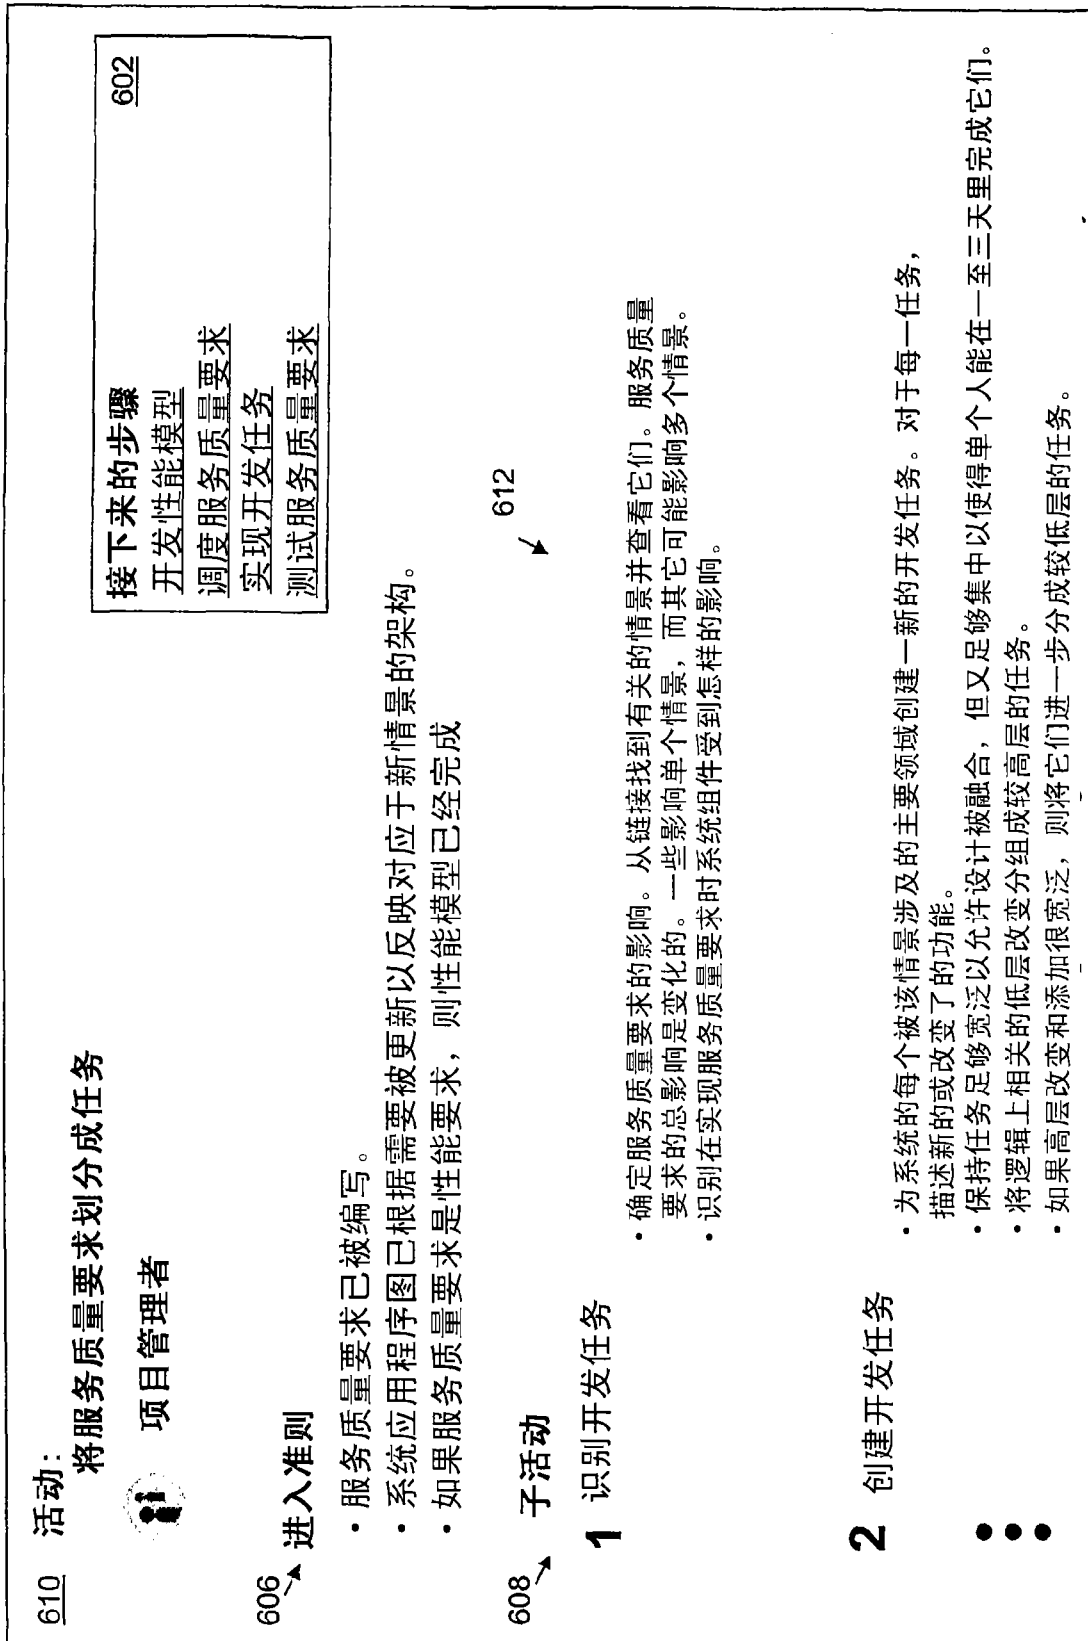 610 活动：
将服务质量要求划分成任务
项目管理者
接下来的步骤 602
开发性能模型
调度服务质量要求
实现开发任务
测试服务质量要求
606
进入准则
• 服务质量要求已被编写。
• 系统应用程序图已根据需要被更新以反映对应于新情景的架构。
• 如果服务质量要求是性能要求，则性能模型已经完成
608 子活动
612
1 识别开发任务
• 确定服务质量要求的影响。从链接找到有关的情景并查看它们。服务质量
要求的总影响是变化的。一些影响单个情景，而其它可能影响多个情景。
• 识别在实现服务质量要求时系统组件受到怎样的影响。
2 创建开发任务
• 为系统的每个被该情景涉及的主要领域创建一新的开发任务。对于每一任务，
描述新的或改变了的功能。
• 保持任务足够宽泛以允许设计被融合，但又足够集中以使得单个人能在一至三天里完成它们。
• 将逻辑上相关的低层改变分组成较高层的任务。
• 如果高层改变和添加很宽泛，则将它们进一步分成较低层的任务。